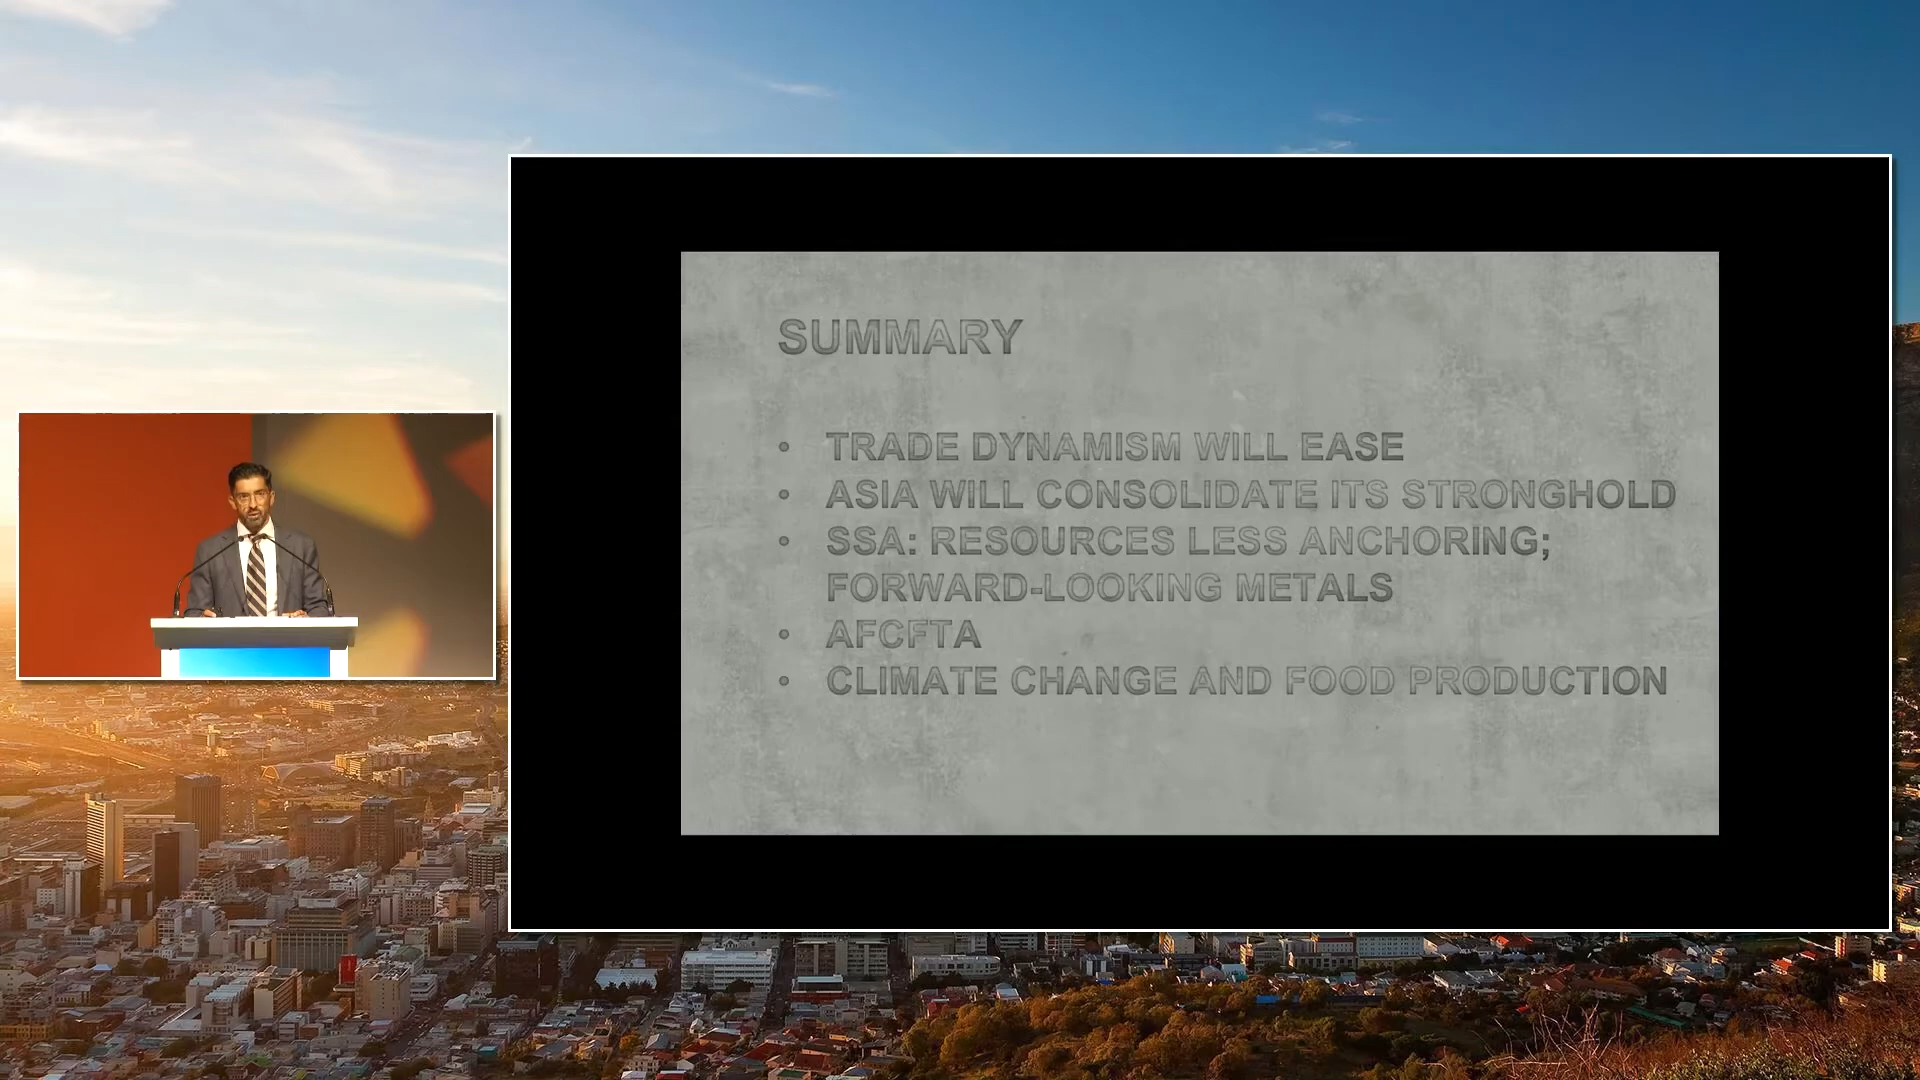 SUMMARY
• TRADE DYNAMISM WILL EASE
• ASIA WILL CONSOLIDATE ITS STRONGHOLD
• SSA: RESOURCES LESS ANCHORING;
FORWARD-LOOKING METALS
• AFCFTA
• CLIMATE CHANGE AND FOOD PRODUCTION